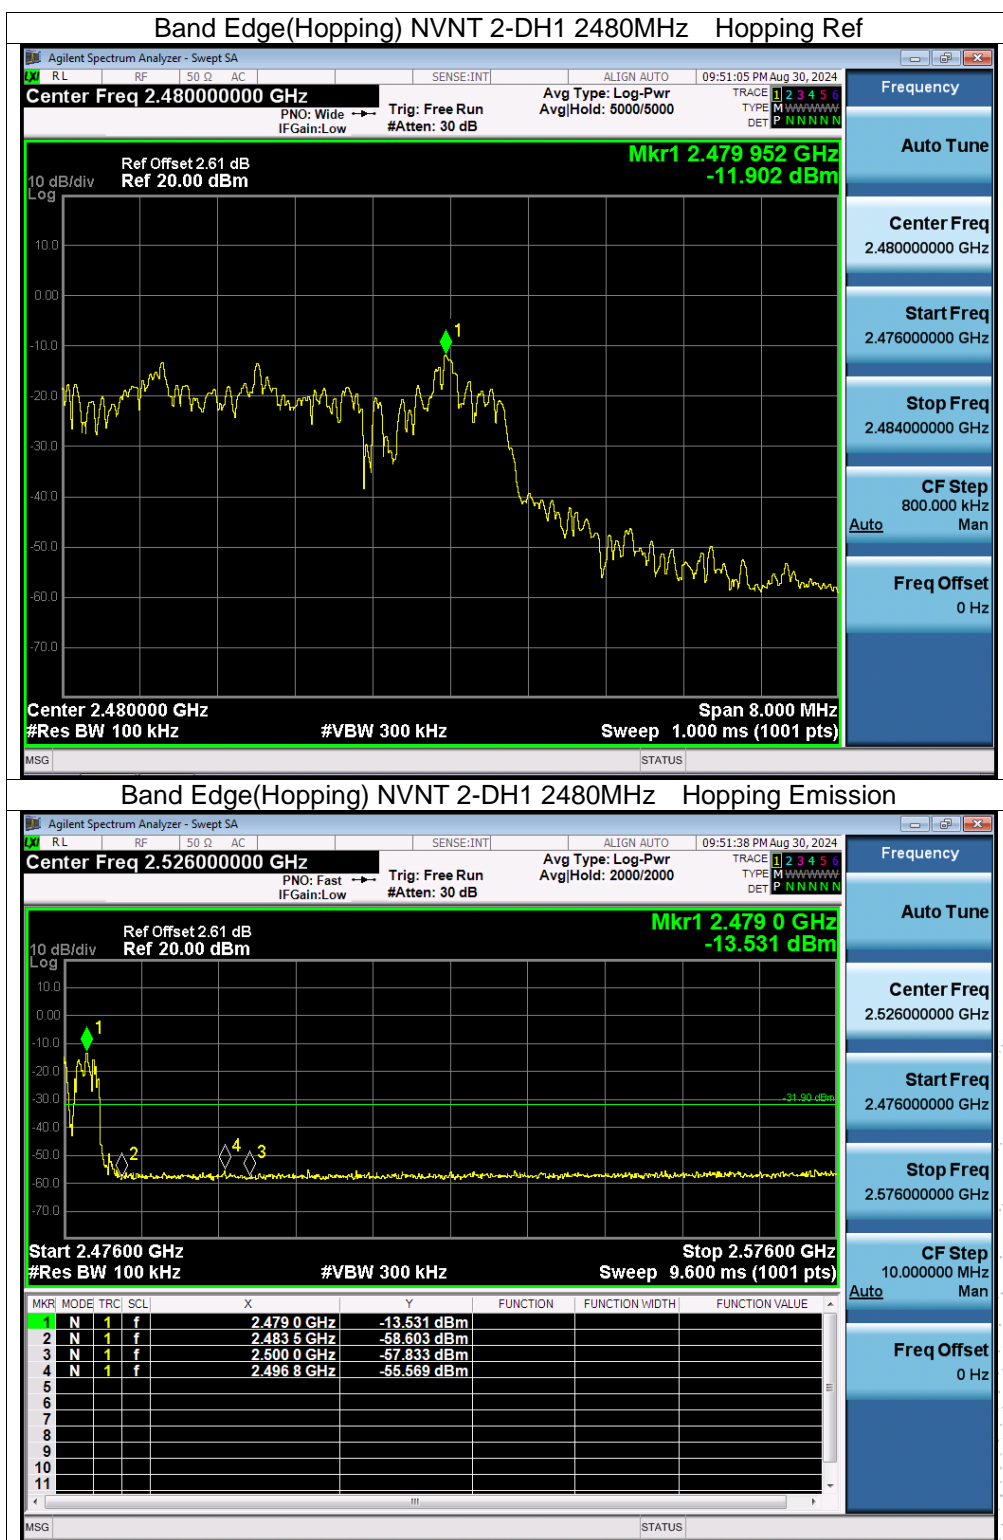 Band Edge(Hopping) NVNT 2-DH1 2480MHz    Hopping Ref
Agilent Spectrum Analyzer - Swept SA
LXI RL RF 50 Ω AC SENSE:INT ALIGN AUTO 09:51:05 PM Aug 30, 2024
Center Freq 2.480000000 GHz
PNO: Wide
IFGain:Low
Trig: Free Run
#Atten: 30 dB
Avg Type: Log-Pwr
Avg|Hold: 5000/5000
TRACE 1 2 3 4 5 6
TYPE M WWWWW
DET P N N N N N
Ref Offset 2.61 dB
Ref 20.00 dBm
10 dB/div
Log
Mkr1 2.479 952 GHz
-11.902 dBm
10.0
0.00
-10.0
-20.0
-30.0
-40.0
-50.0
-60.0
-70.0
1
Center 2.480000 GHz
Span 8.000 MHz
#Res BW 100 kHz
#VBW 300 kHz
Sweep 1.000 ms (1001 pts)
MSG
STATUS
Frequency
Auto Tune
Center Freq
2.480000000 GHz
Start Freq
2.476000000 GHz
Stop Freq
2.484000000 GHz
CF Step
800.000 kHz
Auto Man
Freq Offset
0 Hz
Band Edge(Hopping) NVNT 2-DH1 2480MHz    Hopping Emission
Agilent Spectrum Analyzer - Swept SA
LXI RL RF 50 Ω AC SENSE:INT ALIGN AUTO 09:51:38 PM Aug 30, 2024
Center Freq 2.526000000 GHz
PNO: Fast
IFGain:Low
Trig: Free Run
#Atten: 30 dB
Avg Type: Log-Pwr
Avg|Hold: 2000/2000
TRACE 1 2 3 4 5 6
TYPE M WWWWW
DET P N N N N N
Ref Offset 2.61 dB
Ref 20.00 dBm
10 dB/div
Log
Mkr1 2.479 0 GHz
-13.531 dBm
10.0
0.00
-10.0
-20.0
-30.0
-40.0
-50.0
-60.0
-70.0
1
2
4
3
-31.90 dBm
Start 2.47600 GHz
Stop 2.57600 GHz
#Res BW 100 kHz
#VBW 300 kHz
Sweep 9.600 ms (1001 pts)
MKR MODE TRC SCL X Y FUNCTION FUNCTION WIDTH FUNCTION VALUE
1 N 1 f 2.479 0 GHz -13.531 dBm
2 N 1 f 2.483 5 GHz -58.603 dBm
3 N 1 f 2.500 0 GHz -57.833 dBm
4 N 1 f 2.496 8 GHz -55.569 dBm
5
6
7
8
9
10
11
MSG
STATUS
Frequency
Auto Tune
Center Freq
2.526000000 GHz
Start Freq
2.476000000 GHz
Stop Freq
2.576000000 GHz
CF Step
10.000000 MHz
Auto Man
Freq Offset
0 Hz